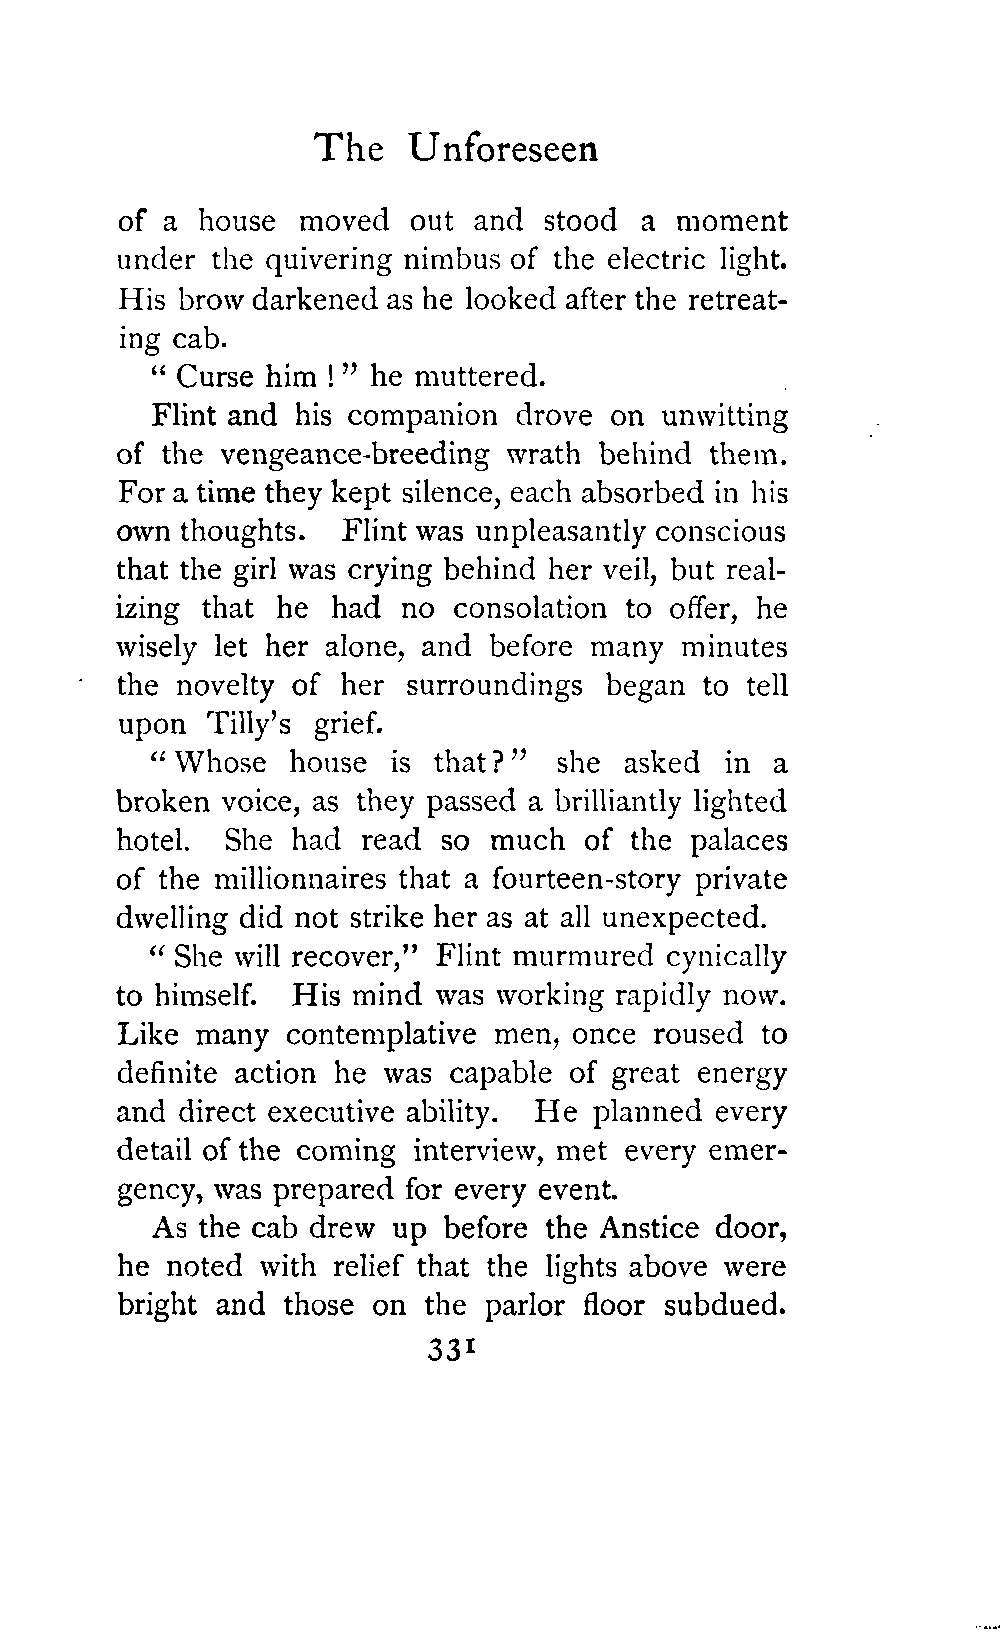 The Unforeseen
of a house moved out and stood a moment
under the quivering nimbus of the electric light.
His brow darkened as he looked after the retreat-
ing cab.
" Curse him ! " he muttered.
Flint and his companion drove on unwitting
of the vengeance-breeding wrath behind them.
For a time they kept silence, each absorbed in his
own thoughts. Flint was unpleasantly conscious
that the girl was crying behind her veil, but real-
izing that he had no consolation to offer, he
wisely let her alone, and before many minutes
the novelty of her surroundings began to tell
upon Tilly's grief.
" Whose house is that? " she asked in a
broken voice, as they passed a brilliantly lighted
hotel. She had read so much of the palaces
of the millionnaires that a fourteen-story private
dwelling did not strike her as at all unexpected.
" She will recover," Flint murmured cynically
to himself. His mind was working rapidly now.
Like many contemplative men, once roused to
definite action he was capable of great energy
and direct executive ability. He planned every
detail of the coming interview, met every emer-
gency, was prepared for every event.
As the cab drew up before the Anstice door,
he noted with relief that the lights above were
bright and those on the parlor floor subdued.
331